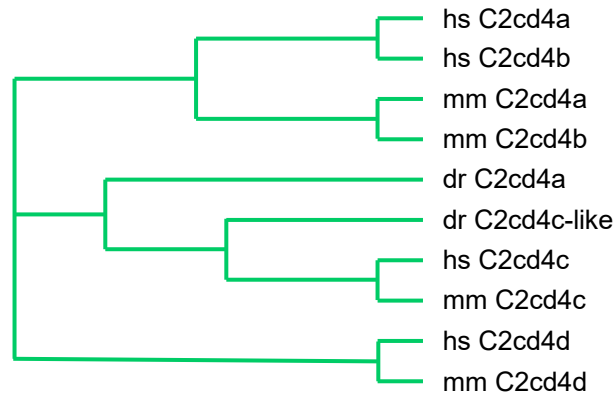 hs C2cd4a
hs C2cd4b
mm C2cd4a
mm C2cd4b
dr C2cd4a
dr C2cd4c-like
hs C2cd4c
mm C2cd4c
hs C2cd4d
mm C2cd4d